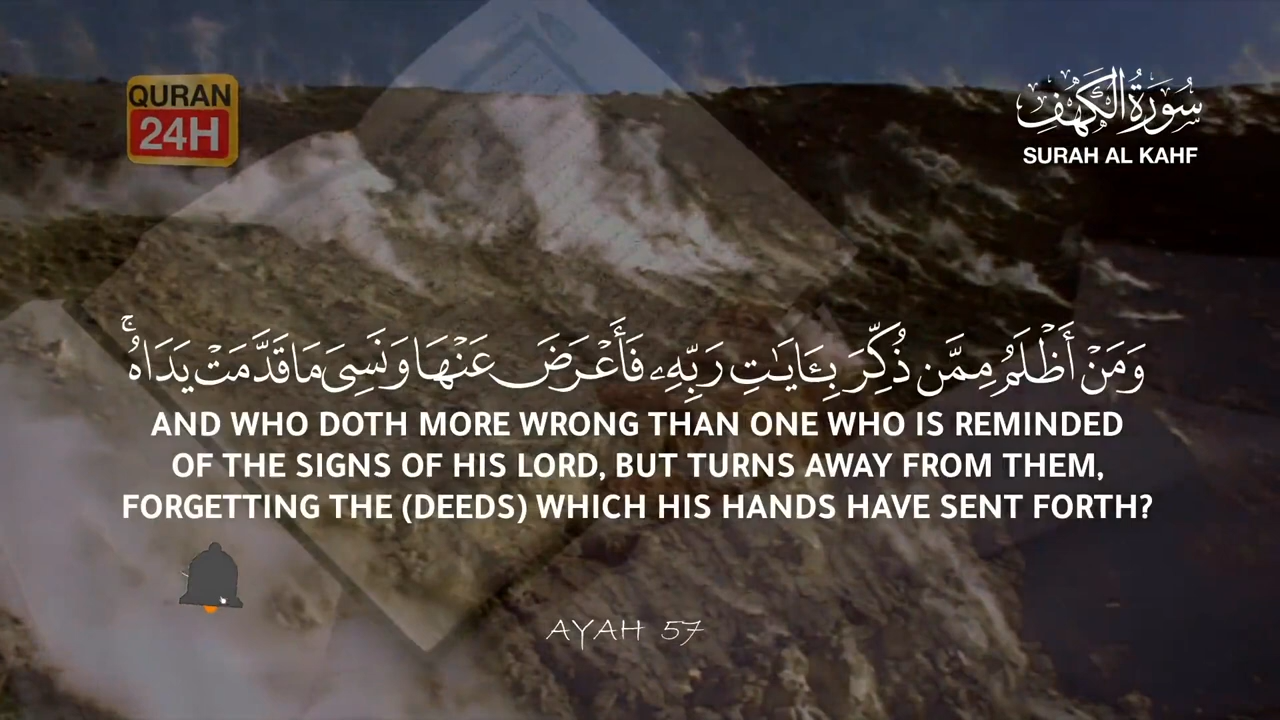 QURAN
24H
سُورَةُ الكَهْفِ
SURAH AL KAHF
وَمَنْ أَظْلَمُ مِمَّن ذُكِّرَ بِـَٔايَـٰتِ رَبِّهِۦ فَأَعْرَضَ عَنْهَا وَنَسِىَ مَا قَدَّمَتْ يَدَاهُ ۚ
AND WHO DOTH MORE WRONG THAN ONE WHO IS REMINDED
OF THE SIGNS OF HIS LORD, BUT TURNS AWAY FROM THEM,
FORGETTING THE (DEEDS) WHICH HIS HANDS HAVE SENT FORTH?
AYAH 57